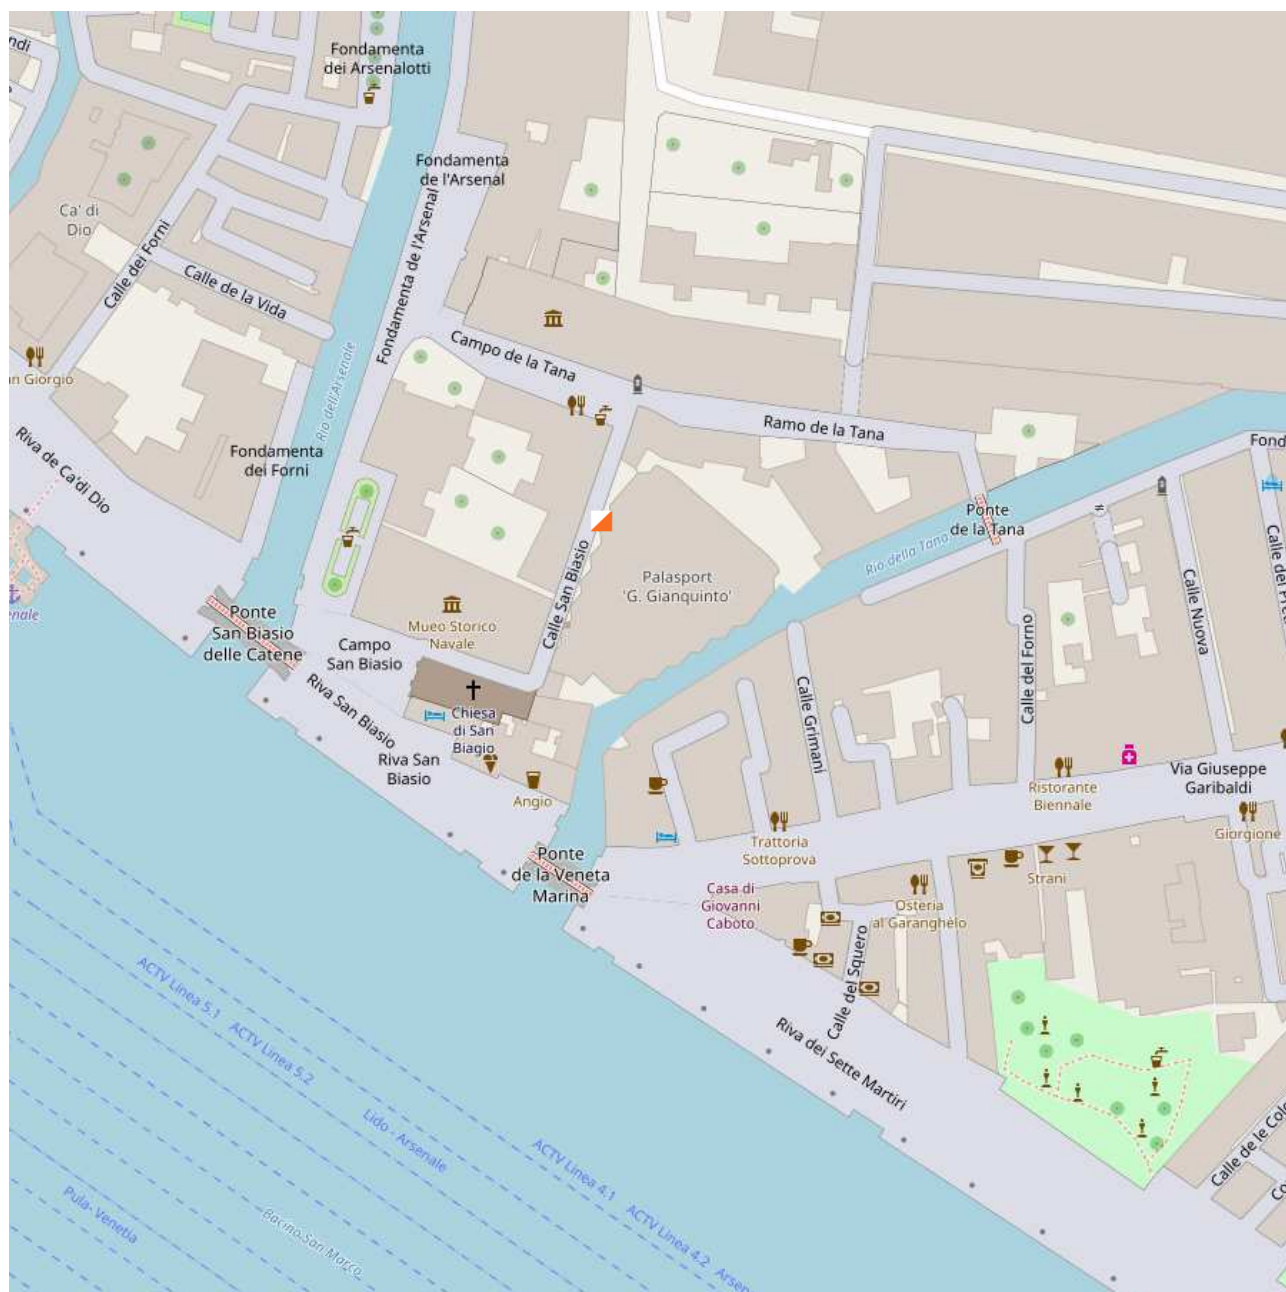 Fondamenta
dei Arsenalotti
Fondamenta
de l'Arsenal
Ca' di
Dio
Calle dei Forni
Calle de la Vida
Fondamenta de l'Arsenal
Campo de la Tana
Ramo de la Tana
Rio dell'Arsenale
an Giorgio
Riva de Ca'di Dio
Fondamenta
dei Forni
Fond
Ponte
de la Tana
Rio della Tana
Calle San Biasio
Palasport
'G. Gianquinto'
Calle Nuova
Calle del Forno
Ponte
San Biasio
delle Catene
Mueo Storico
Navale
Campo
San Biasio
Riva San Biasio
Chiesa
di San
Biagio
Riva San
Biasio
Angiò
Calle Grimani
Ristorante
Biennale
Via Giuseppe
Garibaldi
Giorgione
Trattoria
Sottoprova
Ponte
de la Veneta
Marina
Casa di
Giovanni
Caboto
Osteria
al Garanghèlo
Strani
Calle del Squero
Riva dei Sette Martiri
Calle de le Colo
Co
ACTV Linea 5.1
ACTV Linea 5.2
Lido - Arsenale
ACTV Linea 4.1
ACTV Linea 4.2
Arsen
Pula- Venetia
Bacino San Marco